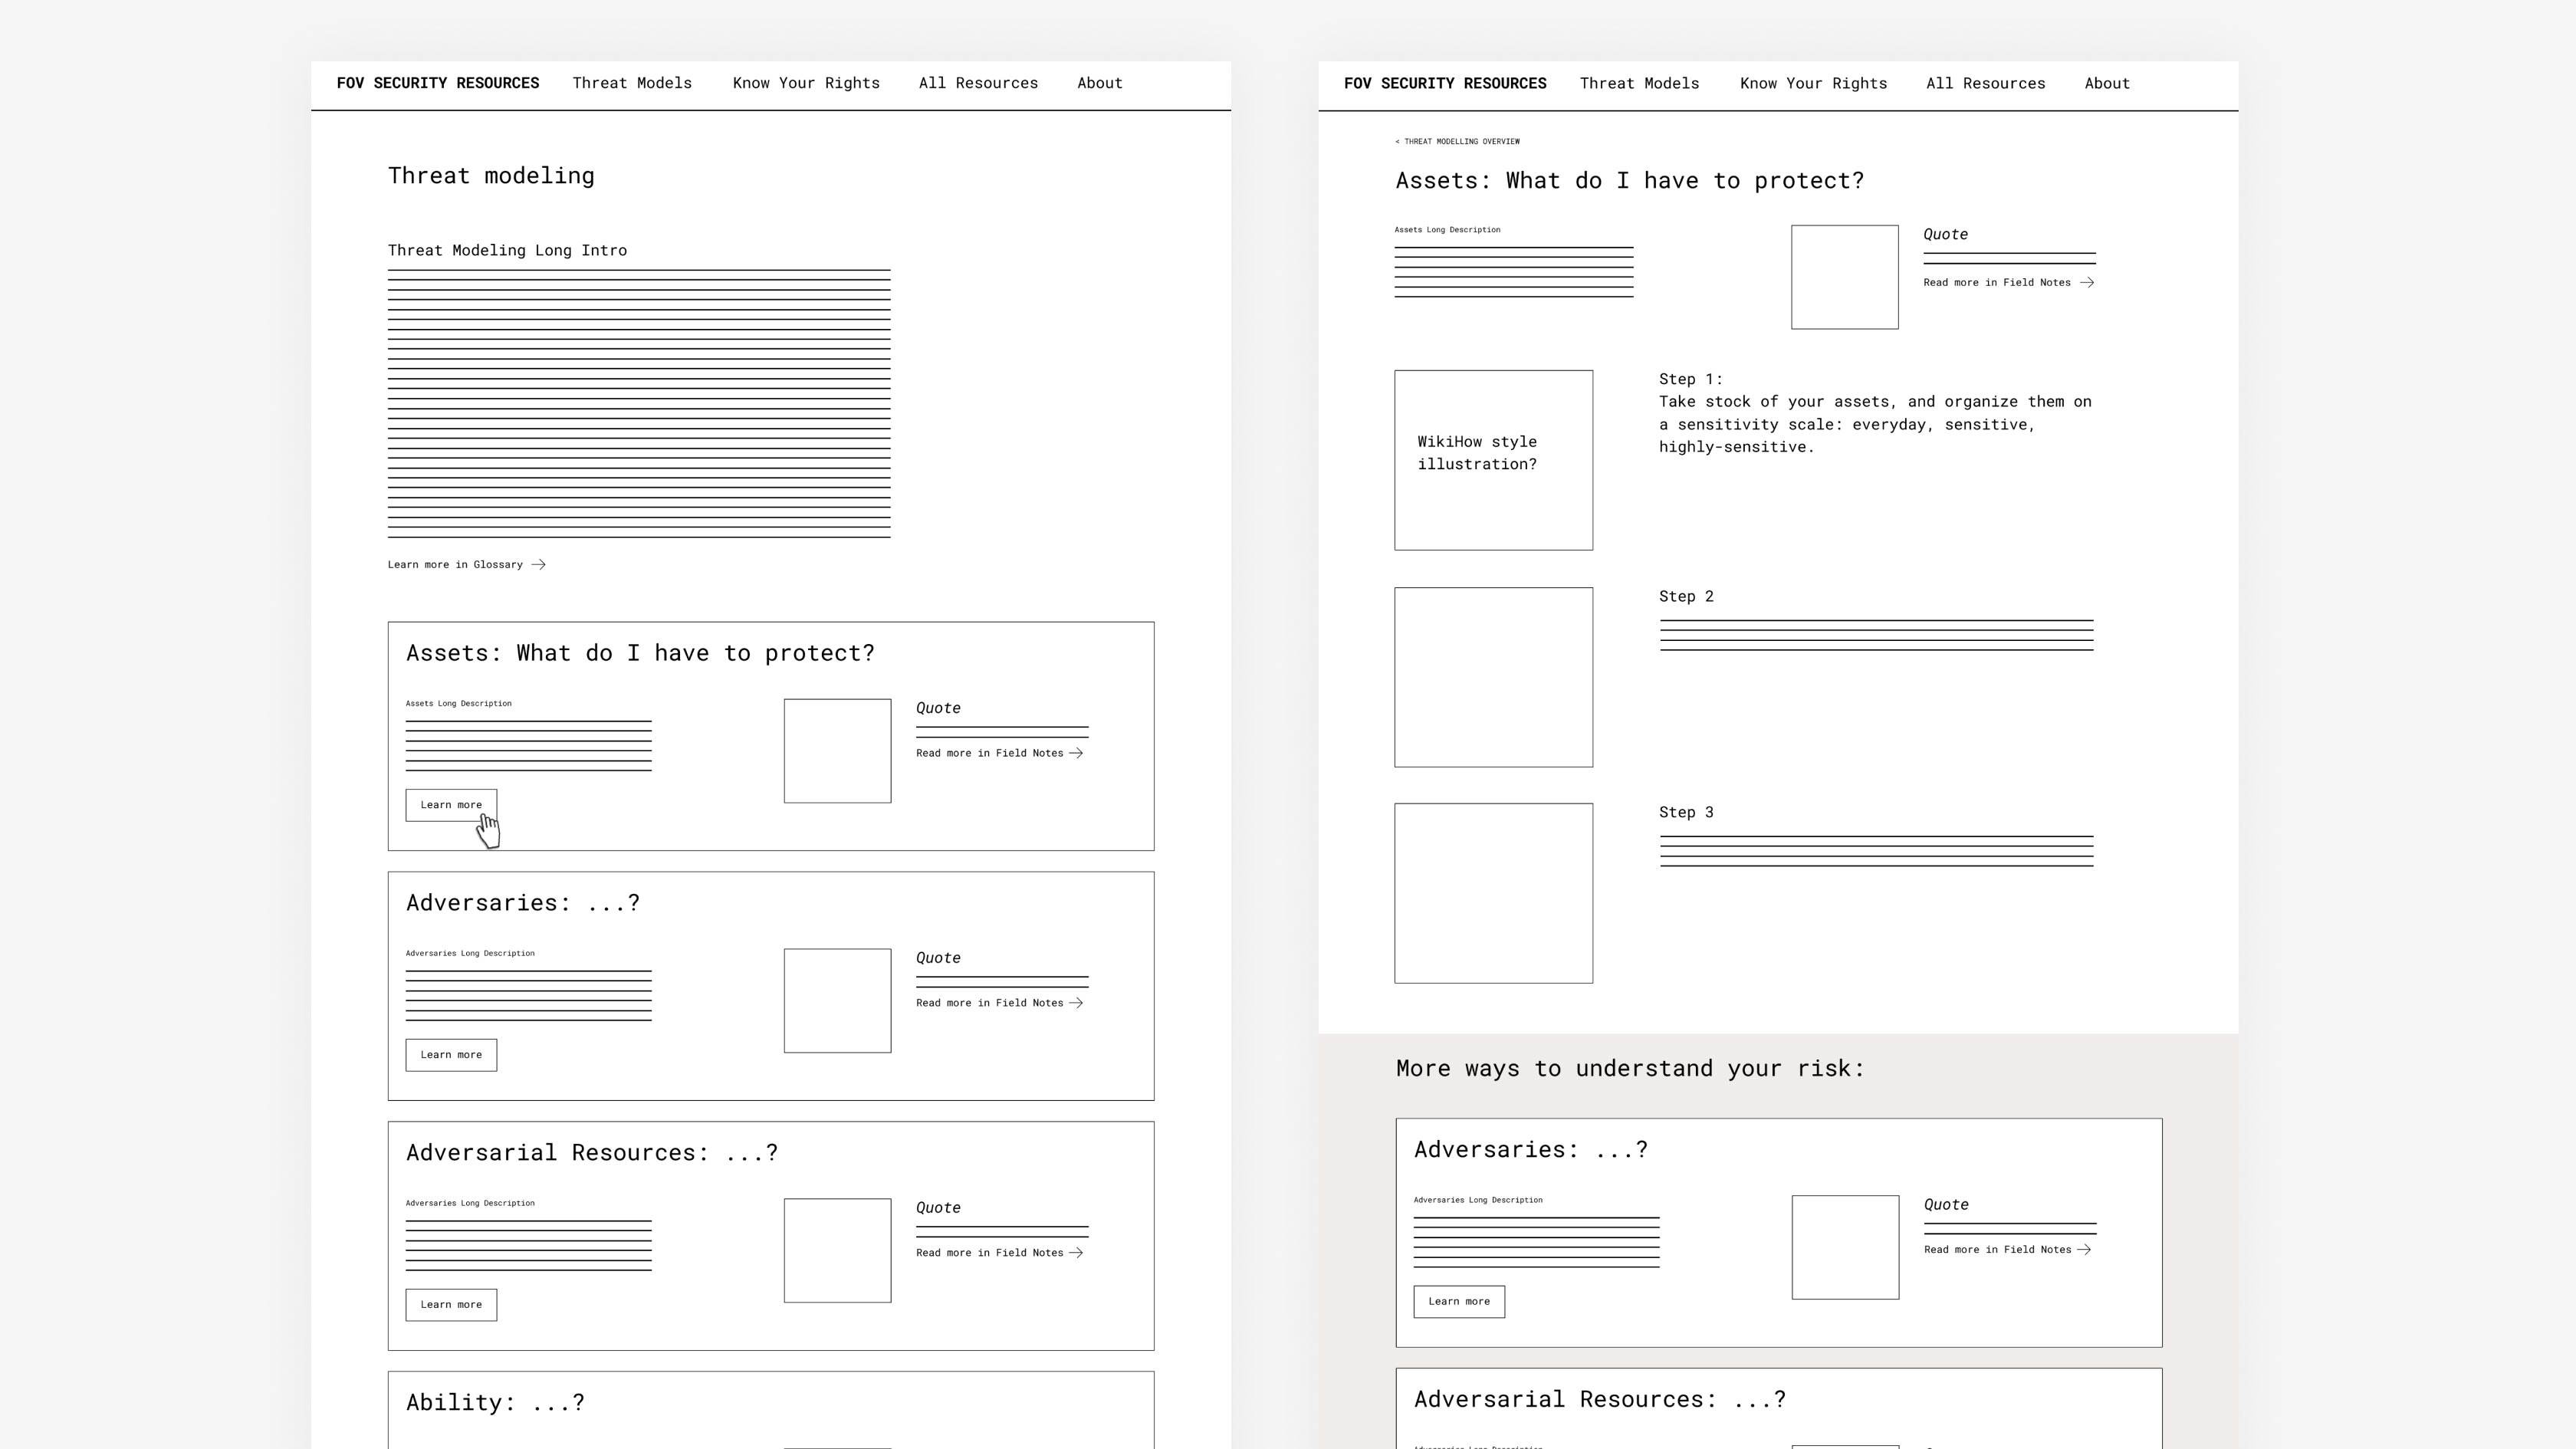 FOV SECURITY RESOURCES Threat Models Know Your Rights All Resources About
Threat modeling
Threat Modeling Long Intro
Learn more in Glossary
Assets: What do I have to protect?
Assets Long Description
Quote
Read more in Field Notes
Learn more
Adversaries: ...?
Adversaries Long Description
Quote
Read more in Field Notes
Learn more
Adversarial Resources: ...?
Adversaries Long Description
Quote
Read more in Field Notes
Learn more
Ability: ...?
FOV SECURITY RESOURCES Threat Models Know Your Rights All Resources About
< THREAT MODELLING OVERVIEW
Assets: What do I have to protect?
Assets Long Description
Quote
Read more in Field Notes
WikiHow style
illustration?
Step 1:
Take stock of your assets, and organize them on
a sensitivity scale: everyday, sensitive,
highly-sensitive.
Step 2
Step 3
More ways to understand your risk:
Adversaries: ...?
Adversaries Long Description
Quote
Read more in Field Notes
Learn more
Adversarial Resources: ...?